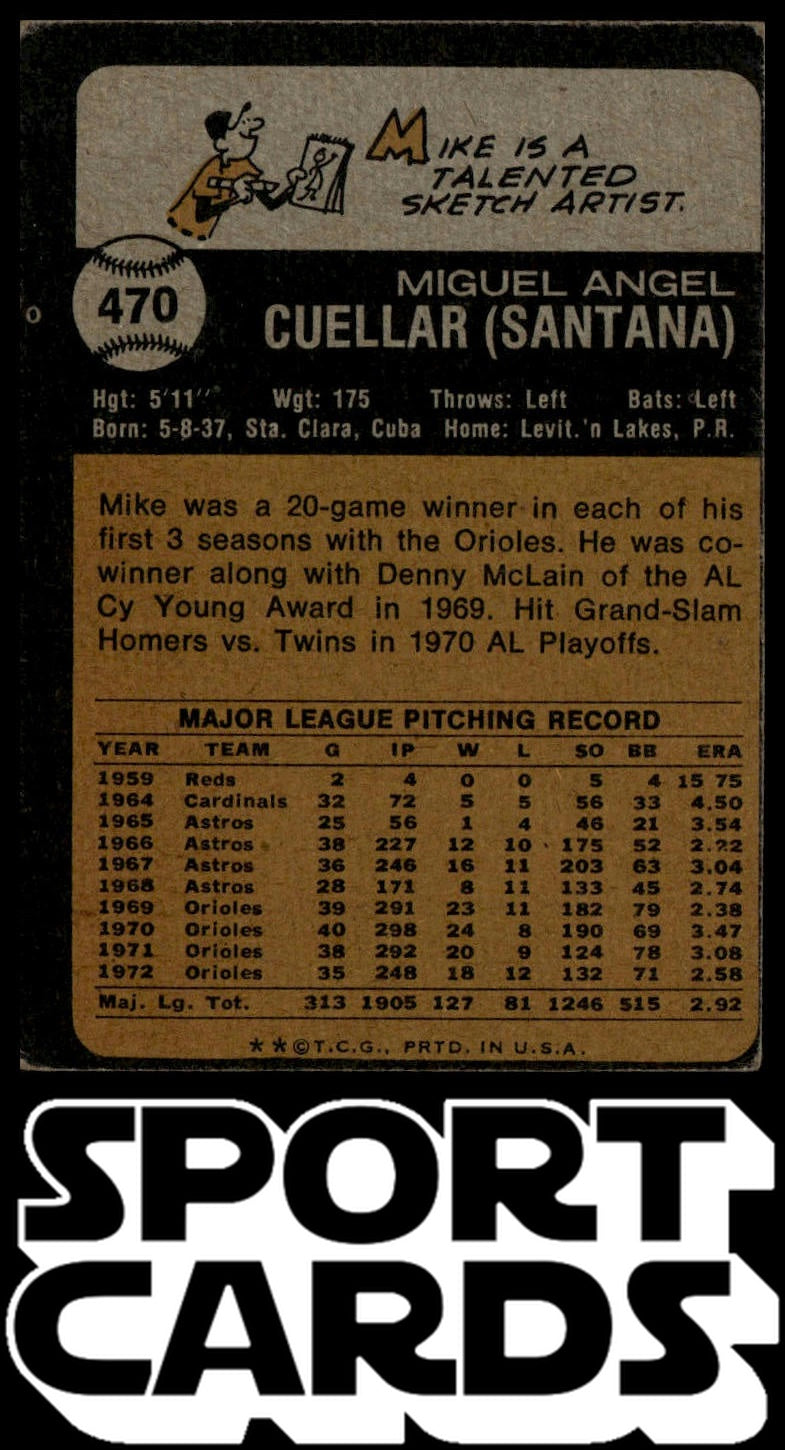 MIKE IS A
TALENTED
SKETCH ARTIST.
470
MIGUEL ANGEL
CUELLAR (SANTANA)
Hgt: 5'11" Wgt: 175 Throws: Left Bats: Left
Born: 5-8-37, Sta. Clara, Cuba Home: Levit.'n Lakes, P.R.
Mike was a 20-game winner in each of his
first 3 seasons with the Orioles. He was co-
winner along with Denny McLain of the AL
Cy Young Award in 1969. Hit Grand-Slam
Homers vs. Twins in 1970 AL Playoffs.
MAJOR LEAGUE PITCHING RECORD
YEAR TEAM G IP W L SO BB ERA
1959 Reds 2 4 0 0 5 4 15 75
1964 Cardinals 32 72 5 5 56 33 4.50
1965 Astros 25 56 1 4 46 21 3.54
1966 Astros 38 227 12 10 175 52 2.22
1967 Astros 36 246 16 11 203 63 3.04
1968 Astros 28 171 8 11 133 45 2.74
1969 Orioles 39 291 23 11 182 79 2.38
1970 Orioles 40 298 24 8 190 69 3.47
1971 Orioles 38 292 20 9 124 78 3.08
1972 Orioles 35 248 18 12 132 71 2.58
Maj. Lg. Tot. 313 1905 127 81 1246 515 2.92
**©T.C.G., PRTD. IN U.S.A.
SPORT
CARDS